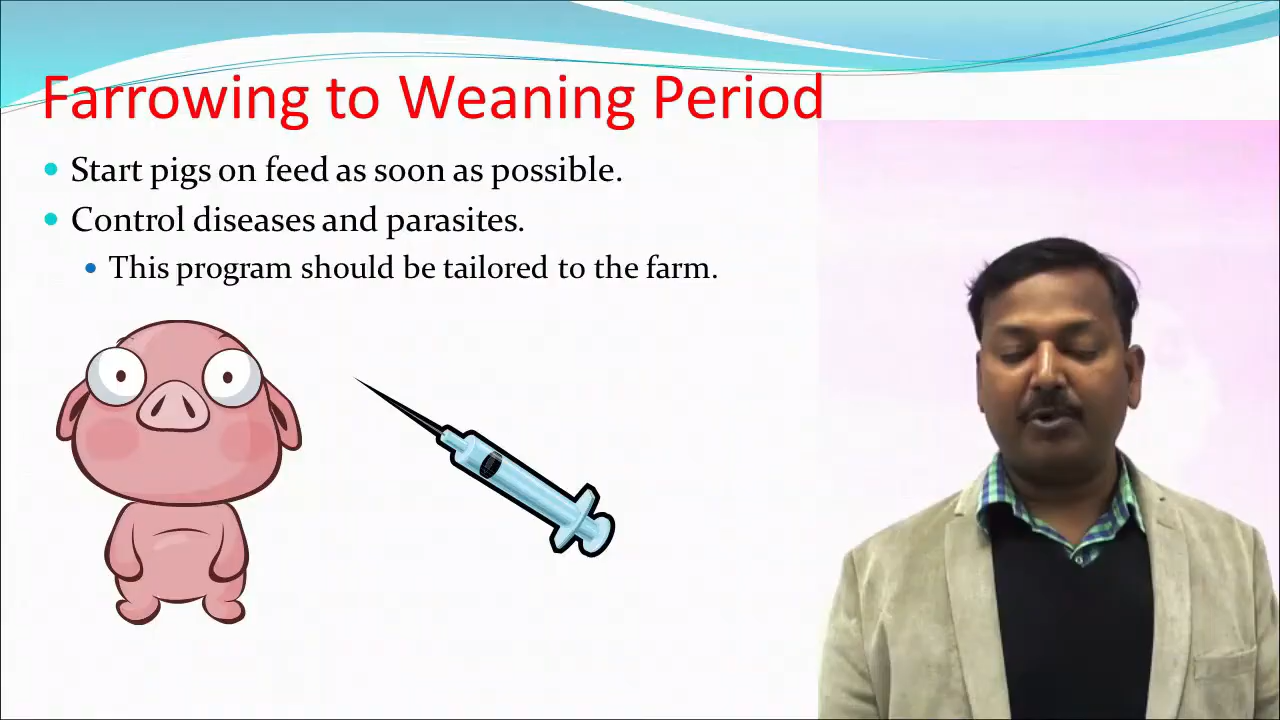 Farrowing to Weaning Period
Start pigs on feed as soon as possible.
Control diseases and parasites.
This program should be tailored to the farm.